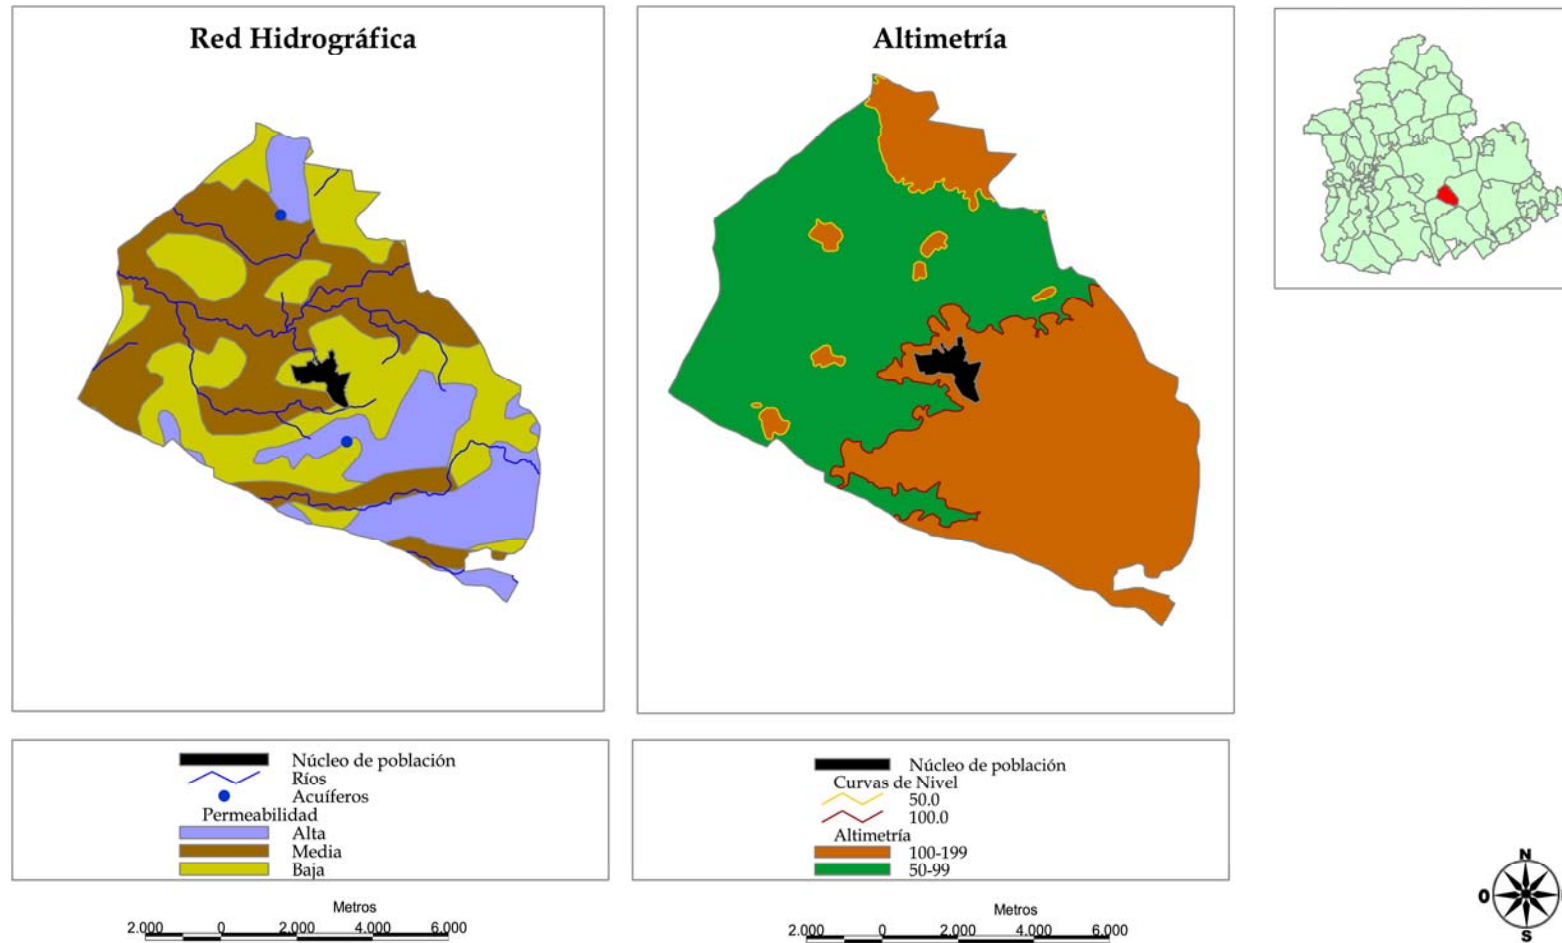 Red Hidrográfica
Altimetría
Núcleo de población
Ríos
Acuíferos
Permeabilidad
Alta
Media
Baja
Núcleo de población
Curvas de Nivel
50.0
100.0
Altimetría
100-199
50-99
Metros
2.000 0 2.000 4.000 6.000
Metros
2.000 0 2.000 4.000 6.000
N
O
S